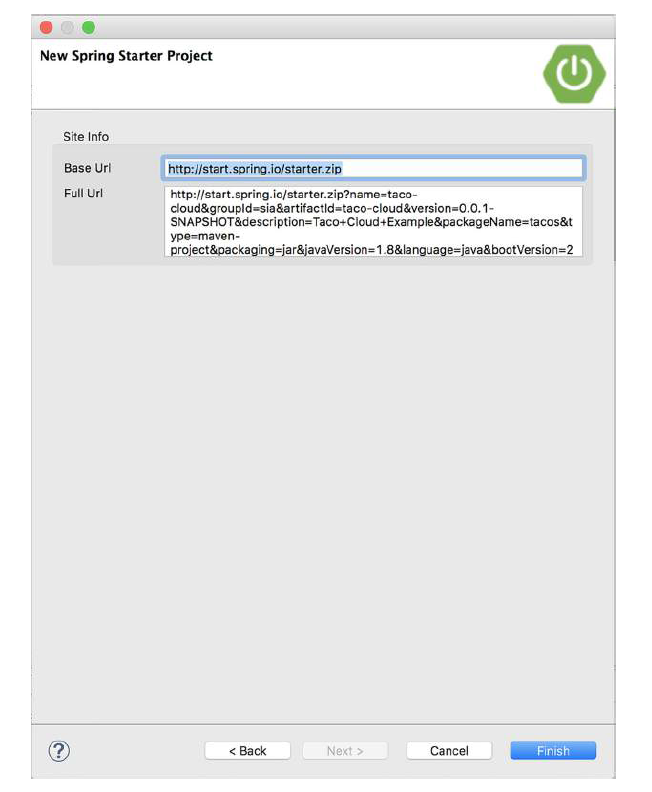 New Spring Starter Project
Site Info
Base Url
http://start.spring.io/starter.zip
Full Url
http://start.spring.io/starter.zip?name=taco-
cloud&groupId=sia&artifactId=taco-cloud&version=0.0.1-
SNAPSHOT&description=Taco+Cloud+Example&packageName=tacos&t
ype=maven-
project&packaging=jar&javaVersion=1.8&language=java&bootVersion=2
?
< Back
Next >
Cancel
Finish